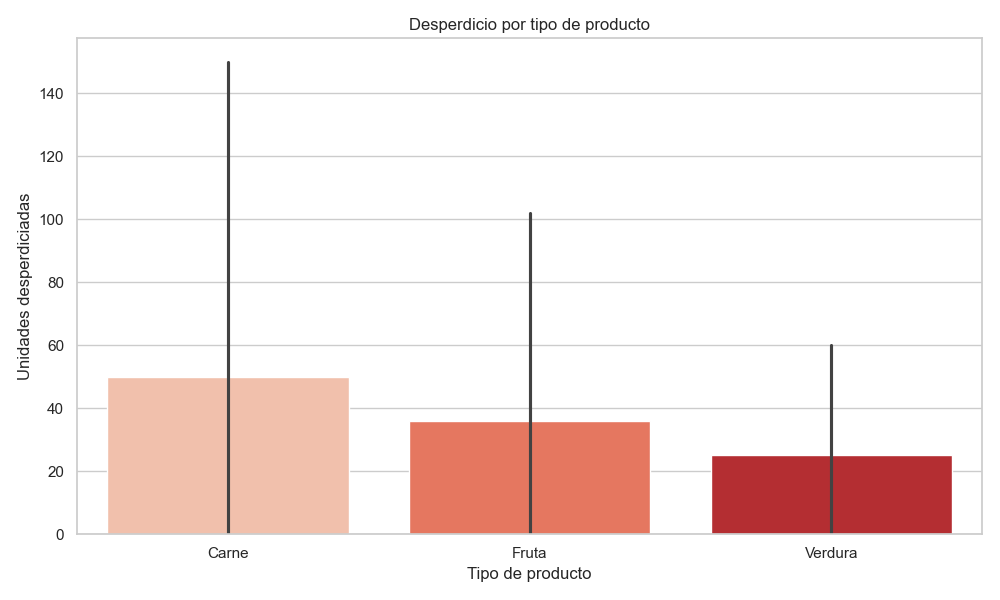 Desperdicio por tipo de producto
Unidades desperdiciadas
140
120
100
80
60
40
20
0
Carne
Fruta
Verdura
Tipo de producto